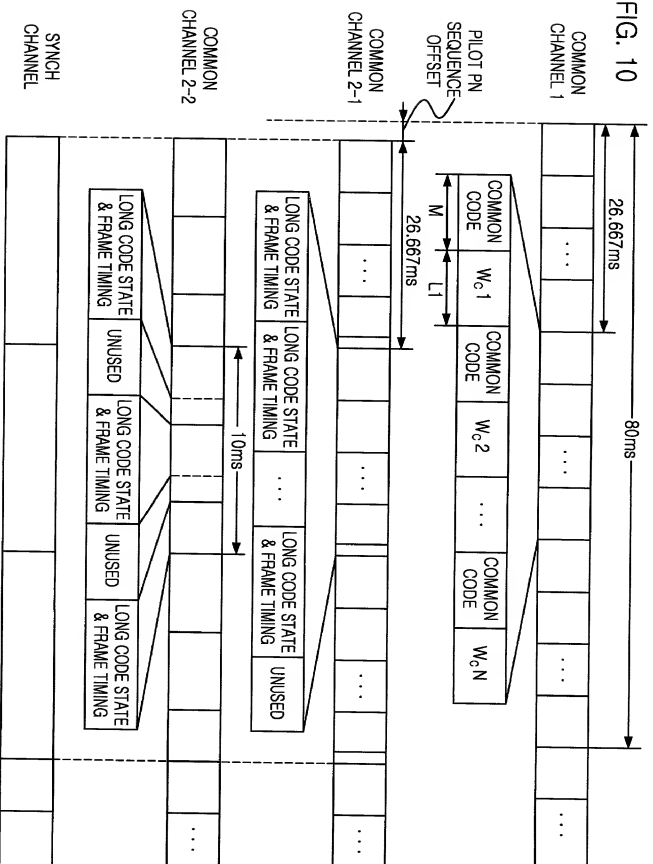 FIG. 10
80ms
26.667ms
COMMON
CHANNEL 1
. . . .
. . .
. . .
. . .
COMMON
CODE
WC1
COMMON
CODE
WC2
. . .
COMMON
CODE
WCN
M
L1
PILOT PN
SEQUENCE
OFFSET
26.667ms
COMMON
CHANNEL 2-1
. . .
. . .
. . .
. . .
LONG CODE STATE
& FRAME TIMING
LONG CODE STATE
& FRAME TIMING
. . .
LONG CODE STATE
& FRAME TIMING
UNUSED
10ms
COMMON
CHANNEL 2-2
. . .
LONG CODE STATE
& FRAME TIMING
UNUSED
LONG CODE STATE
& FRAME TIMING
UNUSED
LONG CODE STATE
& FRAME TIMING
SYNCH
CHANNEL
. . .